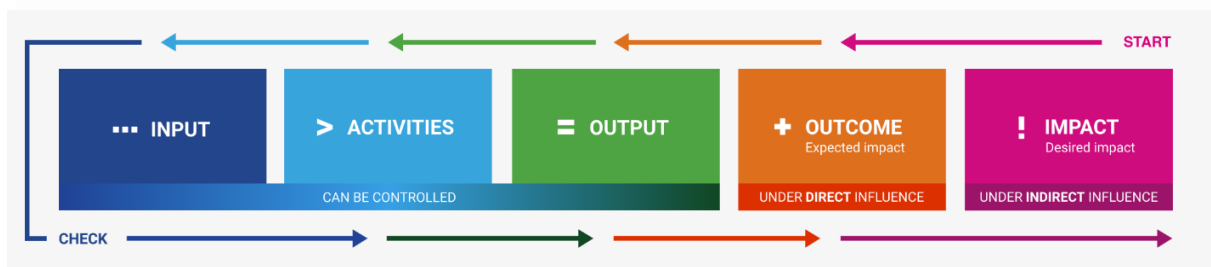 START
··· INPUT
> ACTIVITIES
= OUTPUT
+ OUTCOME
Expected impact
! IMPACT
Desired impact
CAN BE CONTROLLED
UNDER DIRECT INFLUENCE
UNDER INDIRECT INFLUENCE
CHECK